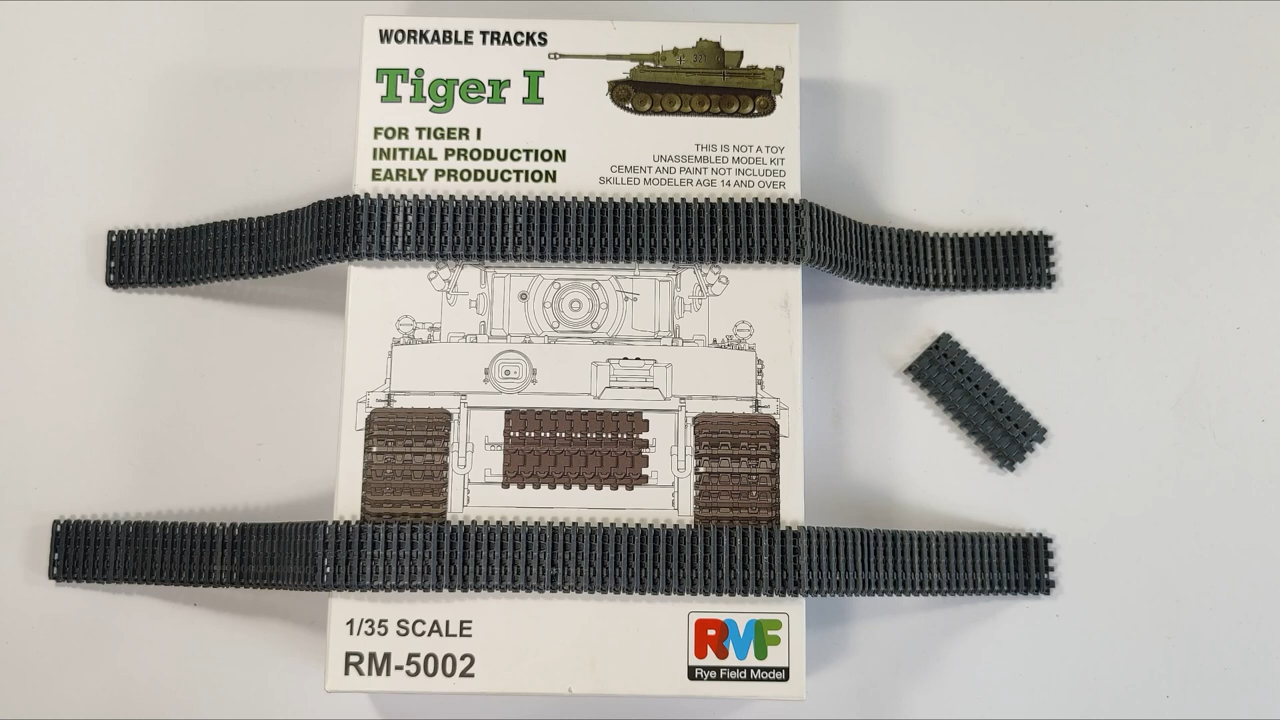 WORKABLE TRACKS
Tiger I
FOR TIGER I
INITIAL PRODUCTION
EARLY PRODUCTION
321
THIS IS NOT A TOY
UNASSEMBLED MODEL KIT
CEMENT AND PAINT NOT INCLUDED
SKILLED MODELER AGE 14 AND OVER
1/35 SCALE
RM-5002
RMF
Rye Field Model